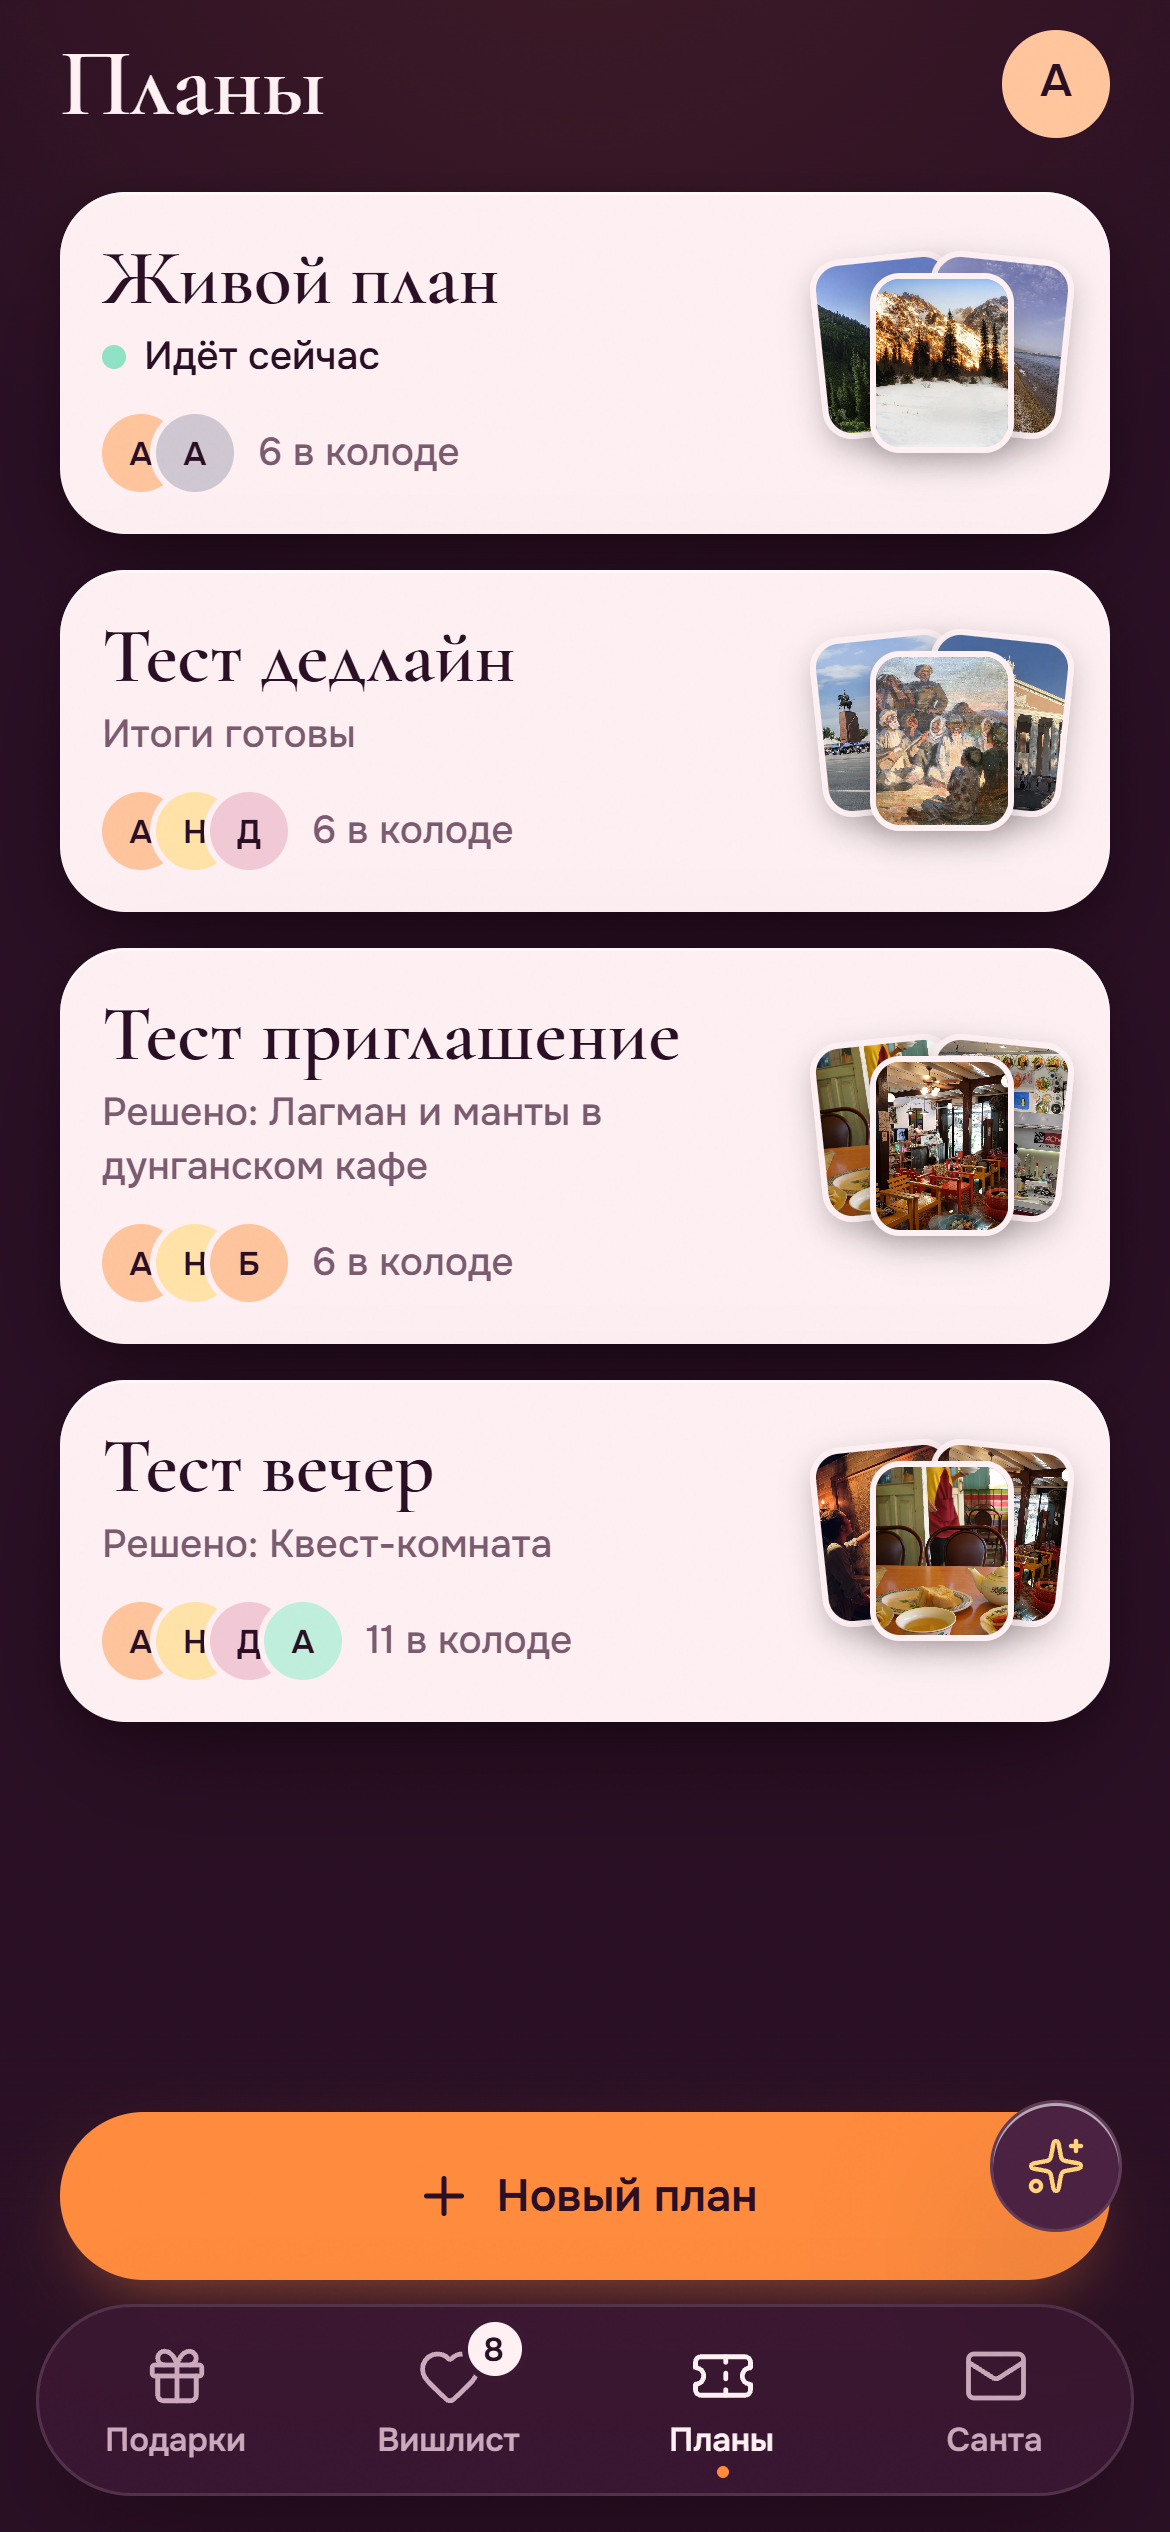 Планы
А
Живой план
Идёт сейчас
А А 6 в колоде
Тест дедлайн
Итоги готовы
А Н Д 6 в колоде
Тест приглашение
Решено: Лагман и манты в
дунганском кафе
А Н Б 6 в колоде
Тест вечер
Решено: Квест-комната
А Н Д А 11 в колоде
Новый план
8
Подарки Вишлист Планы Санта